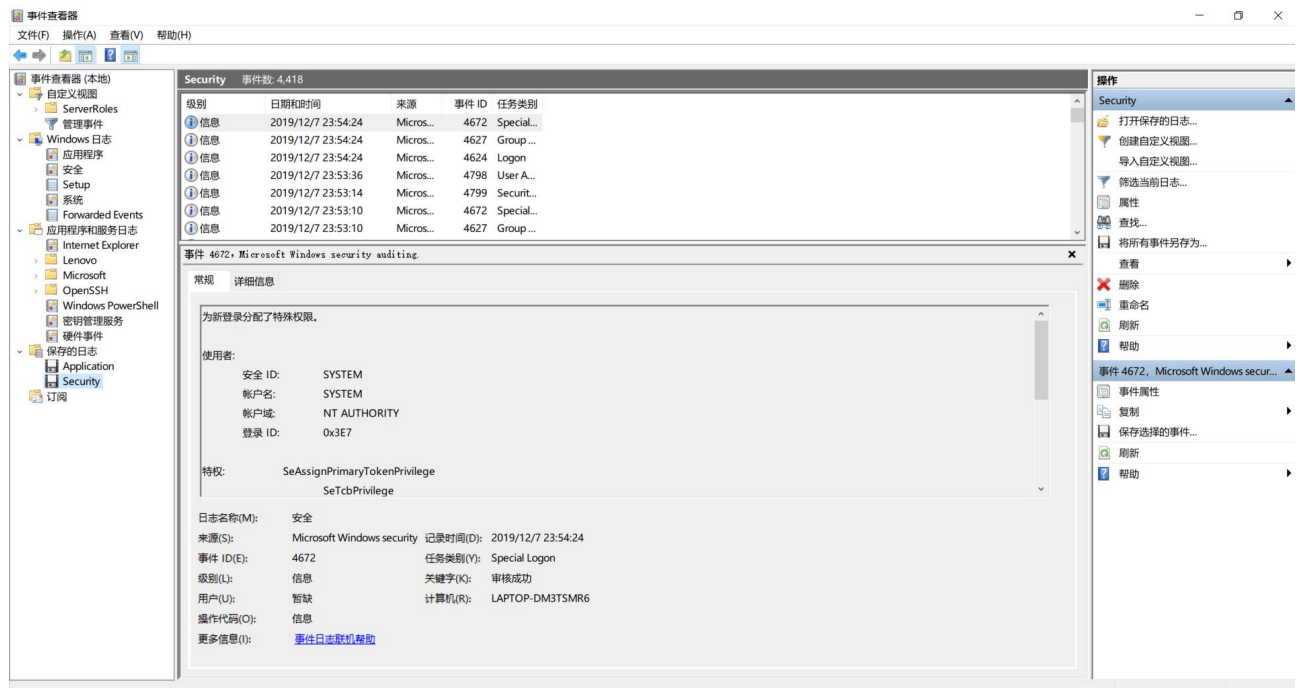 事件查看器
文件(F) 操作(A) 查看(V) 帮助(H)
事件查看器 (本地)
自定义视图
ServerRoles
管理事件
Windows 日志
应用程序
安全
Setup
系统
Forwarded Events
应用程序和服务日志
Internet Explorer
Lenovo
Microsoft
OpenSSH
Windows PowerShell
密钥管理服务
硬件事件
保存的日志
Application
Security
订阅
Security 事件数: 4,418
级别 日期和时间 来源 事件 ID 任务类别
信息 2019/12/7 23:54:24 Micros... 4672 Special...
信息 2019/12/7 23:54:24 Micros... 4627 Group ...
信息 2019/12/7 23:54:24 Micros... 4624 Logon
信息 2019/12/7 23:53:36 Micros... 4798 User A...
信息 2019/12/7 23:53:14 Micros... 4799 Securit...
信息 2019/12/7 23:53:10 Micros... 4672 Special...
信息 2019/12/7 23:53:10 Micros... 4627 Group ...
事件 4672，Microsoft Windows security auditing.
常规 详细信息
为新登录分配了特殊权限。
使用者:
安全 ID: SYSTEM
帐户名: SYSTEM
帐户域: NT AUTHORITY
登录 ID: 0x3E7
特权: SeAssignPrimaryTokenPrivilege
SeTcbPrivilege
日志名称(M): 安全
来源(S): Microsoft Windows security 记录时间(D): 2019/12/7 23:54:24
事件 ID(E): 4672 任务类别(Y): Special Logon
级别(L): 信息 关键字(K): 审核成功
用户(U): 暂缺 计算机(R): LAPTOP-DM3TSMR6
操作代码(O): 信息
更多信息(I): 事件日志联机帮助
操作
Security
打开保存的日志...
创建自定义视图...
导入自定义视图...
筛选当前日志...
属性
查找...
将所有事件另存为...
查看
删除
重命名
刷新
帮助
事件 4672，Microsoft Windows secur...
事件属性
复制
保存选择的事件...
刷新
帮助